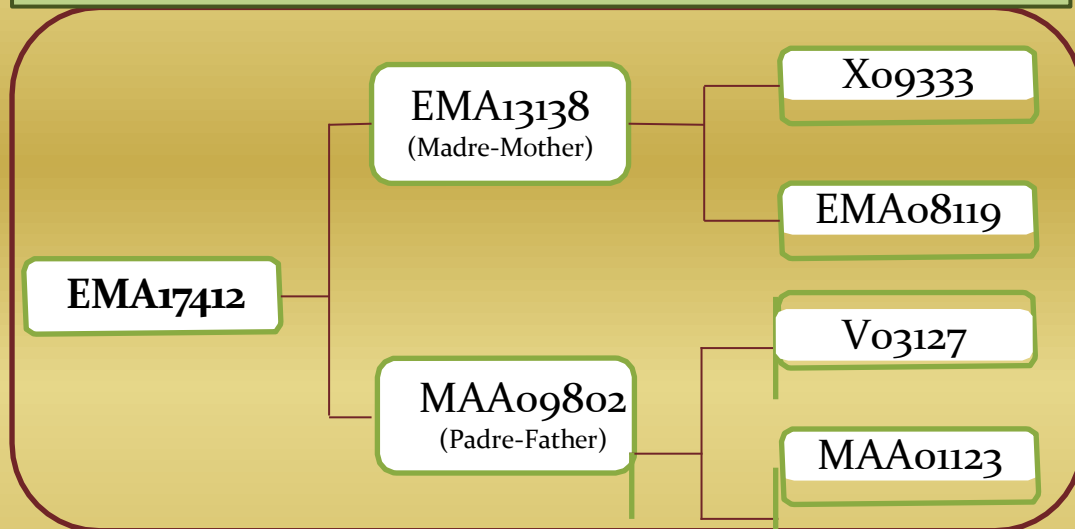 X09333
EMA13138
(Madre-Mother)
EMA08119
EMA17412
V03127
MAA09802
(Padre-Father)
MAA01123